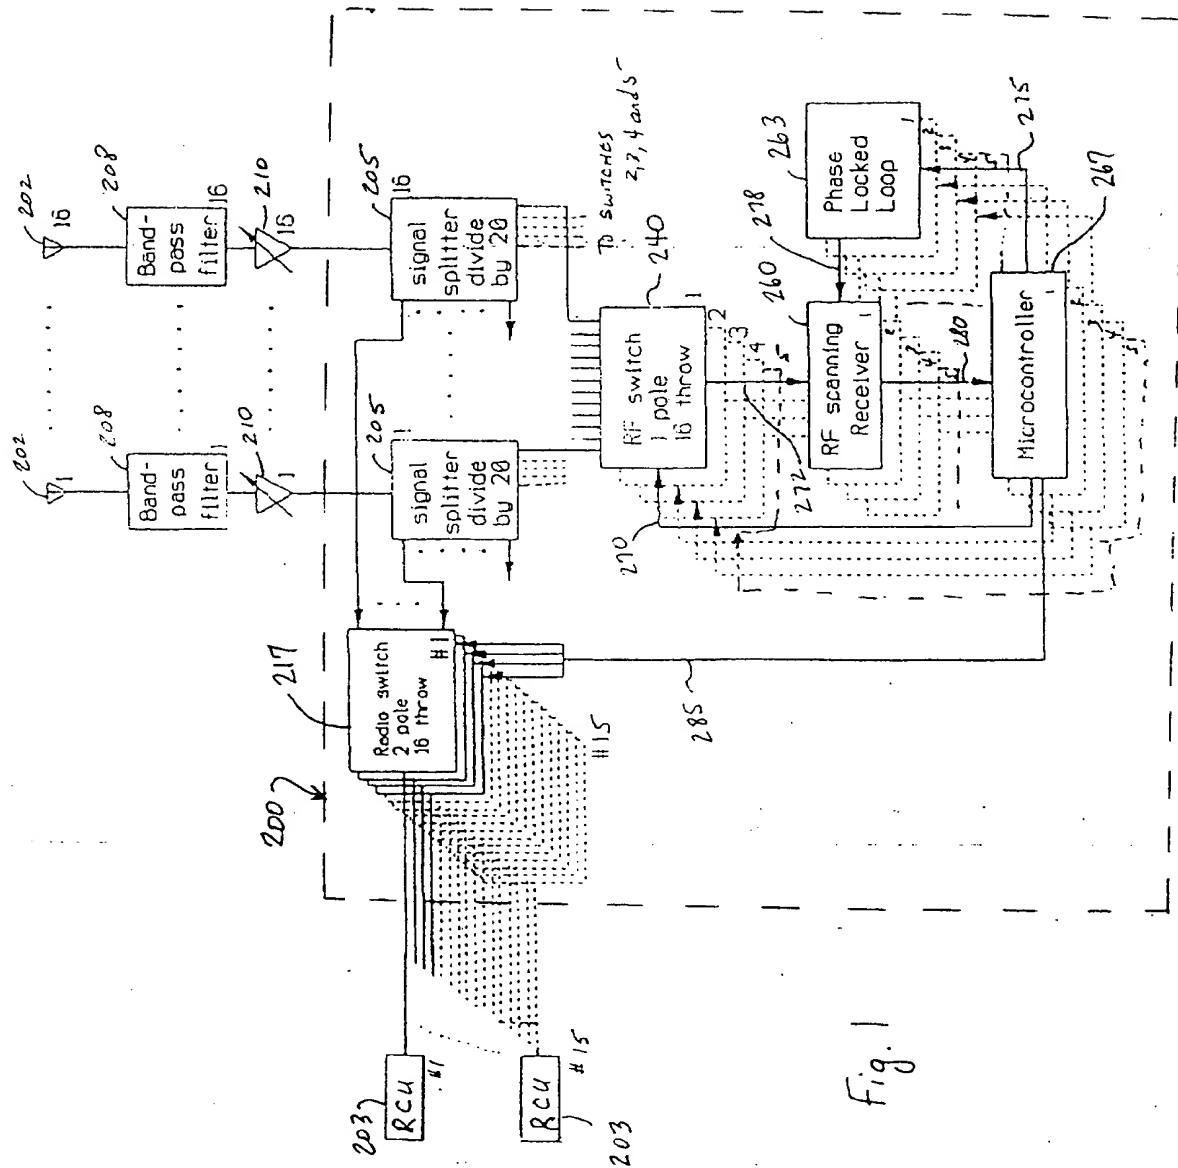 202
16
208
Band-
pass
filter
16
210
16
205
16
signal
splitter
divide
by 20
202
1
208
Band-
pass
filter
1
210
1
205
1
signal
splitter
divide
by 20
TO SWITCHES
2, 3, 4 and 5
240
RF switch
1 pole
16 throw
1
2
3
4
5
270
272
263
Phase
Locked
Loop
1
278
275
260
RF spanning
Receiver
1
280
267
Microcontroller
1
217
Radio switch
2 pole
16 throw
#1
#15
285
200
203
RCU
#1
RCU
#15
203
Fig. 1